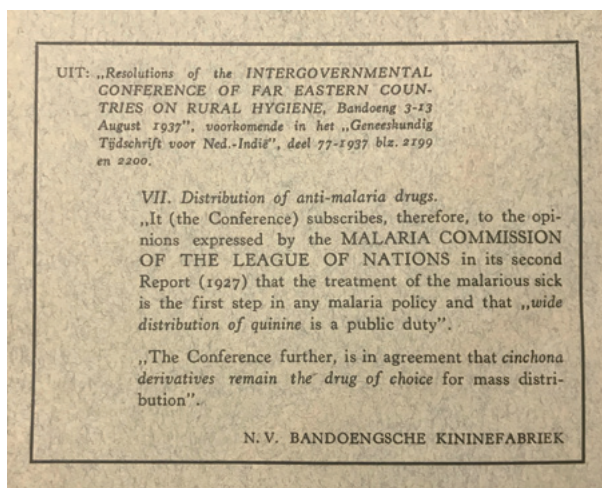 UIT: „Resolutions of the INTERGOVERNMENTAL
CONFERENCE OF FAR EASTERN COUN-
TRIES ON RURAL HYGIENE, Bandoeng 3-13
August 1937”, voorkomende in het „Geneeskundig
Tijdschrift voor Ned.-Indië”, deel 77-1937 blz. 2199
en 2200.
VII. Distribution of anti-malaria drugs.
„It (the Conference) subscribes, therefore, to the opi-
nions expressed by the MALARIA COMMISSION
OF THE LEAGUE OF NATIONS in its second
Report (1927) that the treatment of the malarious sick
is the first step in any malaria policy and that „wide
distribution of quinine is a public duty”.
„The Conference further, is in agreement that cinchona
derivatives remain the drug of choice for mass distri-
bution”.
N. V. BANDOENGSCHE KININEFABRIEK